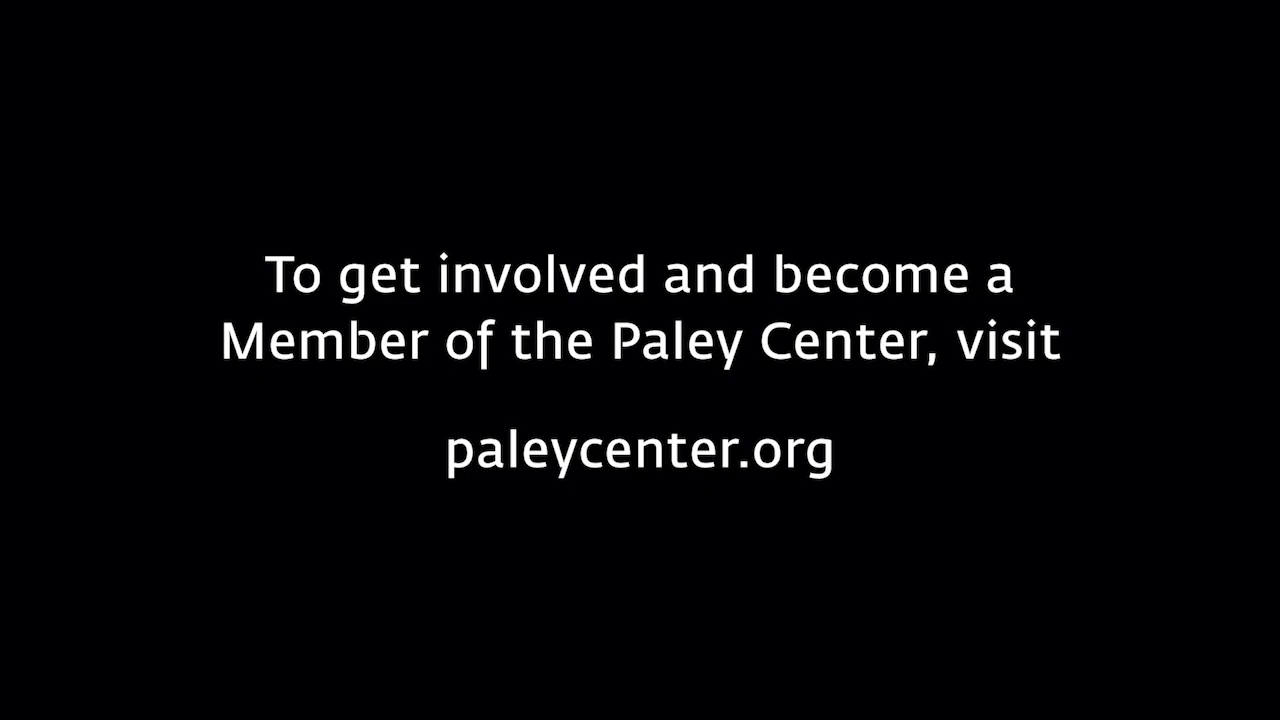 To get involved and become a
Member of the Paley Center, visit
paleycenter.org